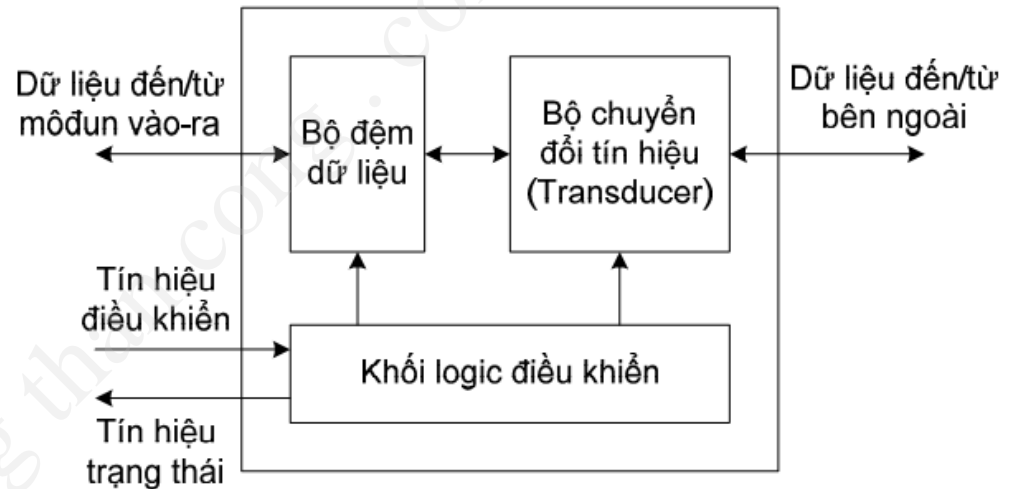 Dữ liệu đến/từ
môđun vào-ra
Bộ đệm
dữ liệu
Bộ chuyển
đổi tín hiệu
(Transducer)
Dữ liệu đến/từ
bên ngoài
Tín hiệu
điều khiển
Khối logic điều khiển
Tín hiệu
trạng thái